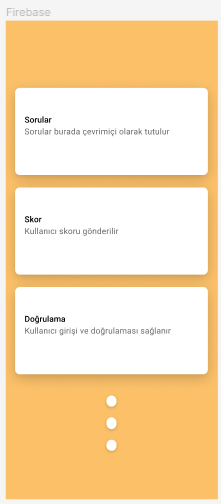 Firebase
Sorular
Sorular burada çevrimiçi olarak tutulur
Skor
Kullanıcı skoru gönderilir
Doğrulama
Kullanıcı girişi ve doğrulaması sağlanır